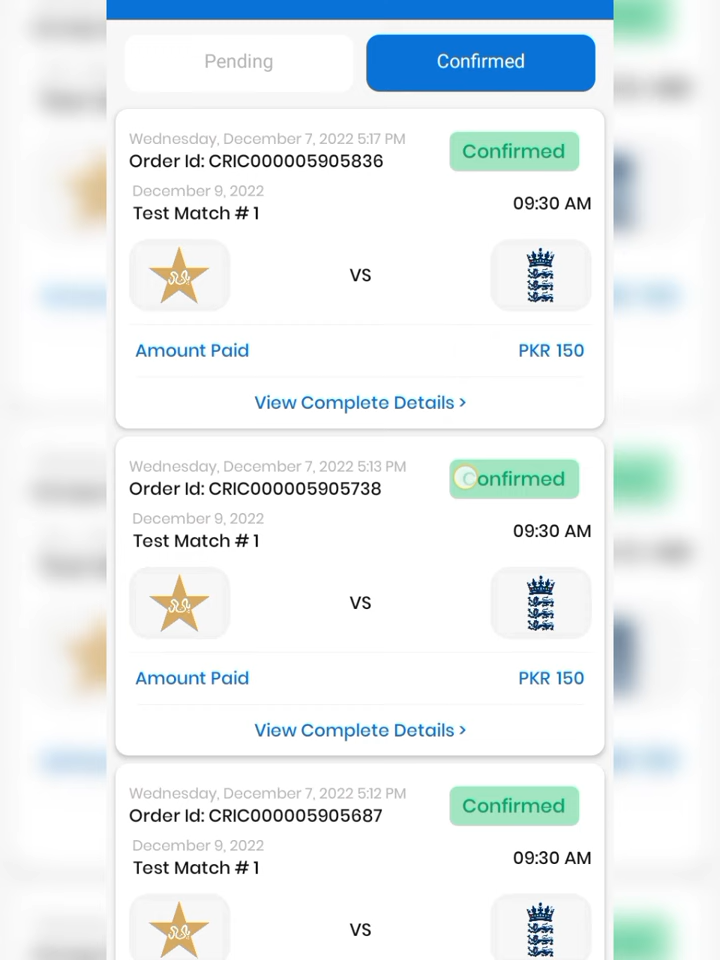 Pending
Confirmed
Wednesday, December 7, 2022 5:17 PM
Order Id: CRIC000005905836
Confirmed
December 9, 2022
Test Match # 1
09:30 AM
VS
Amount Paid
PKR 150
View Complete Details >
Wednesday, December 7, 2022 5:13 PM
Order Id: CRIC000005905738
Confirmed
December 9, 2022
Test Match # 1
09:30 AM
VS
Amount Paid
PKR 150
View Complete Details >
Wednesday, December 7, 2022 5:12 PM
Order Id: CRIC000005905687
Confirmed
December 9, 2022
Test Match # 1
09:30 AM
VS